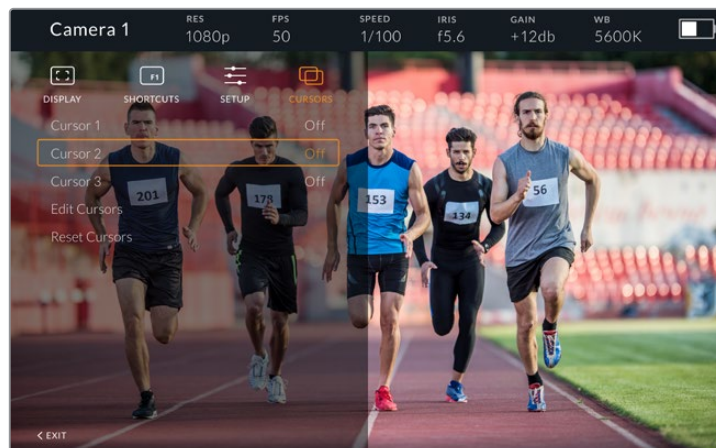 Camera 1
RES FPS SPEED IRIS GAIN WB
1080p 50 1/100 f5.6 +12db 5600K
F1
DISPLAY SHORTCUTS SETUP CURSORS
Cursor 1 Off
Cursor 2 Off
Cursor 3 Off
Edit Cursors
Reset Cursors
201
178
153
134
56
< EXIT